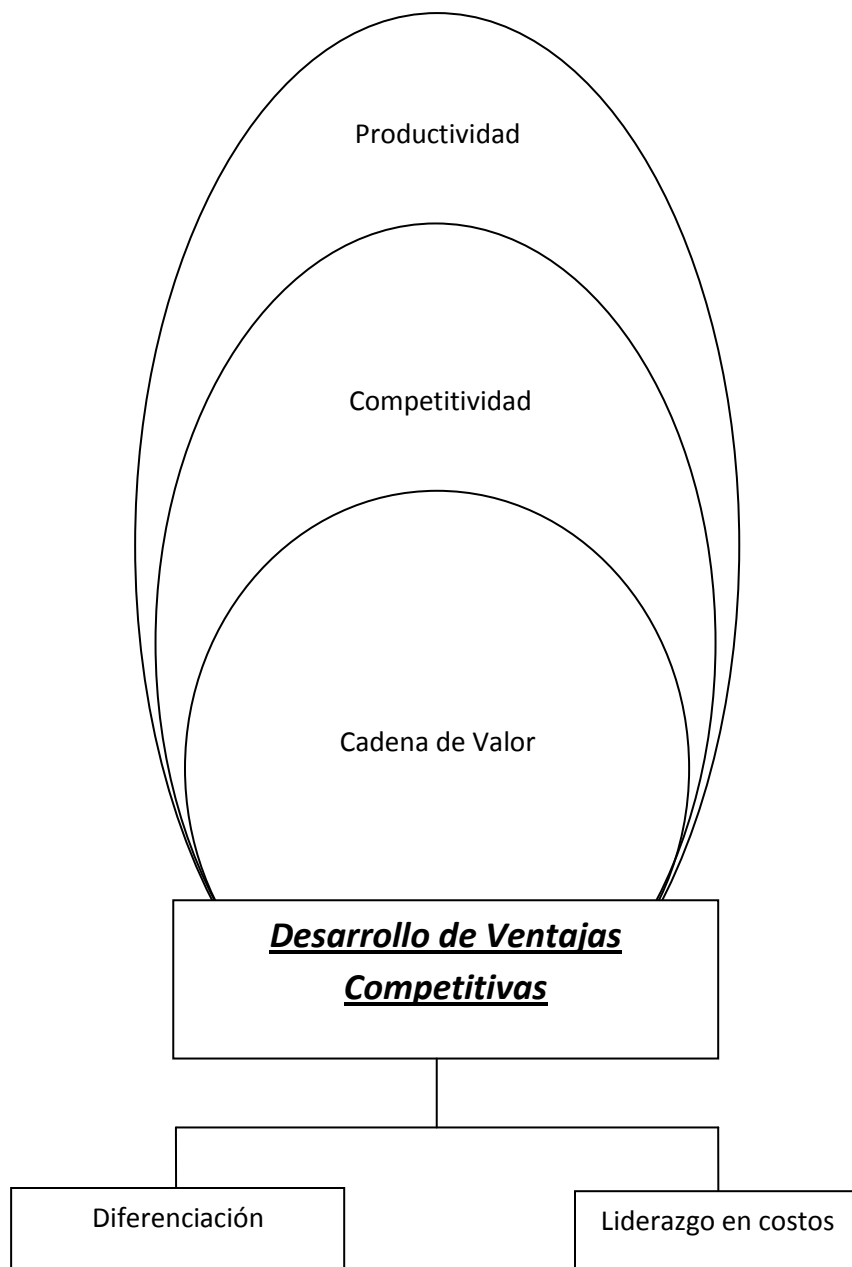 Productividad
Competitividad
Cadena de Valor
Desarrollo de Ventajas
Competitivas
Diferenciación
Liderazgo en costos